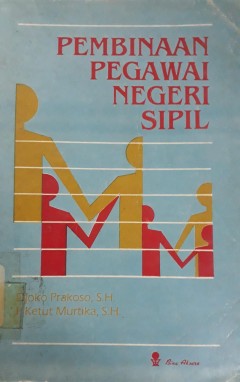 PEMBINAAN
PEGAWAI
NEGERI
SIPIL
Djoko Prakoso, S.H
Ketut Murtika, S.H
Bina Aksara